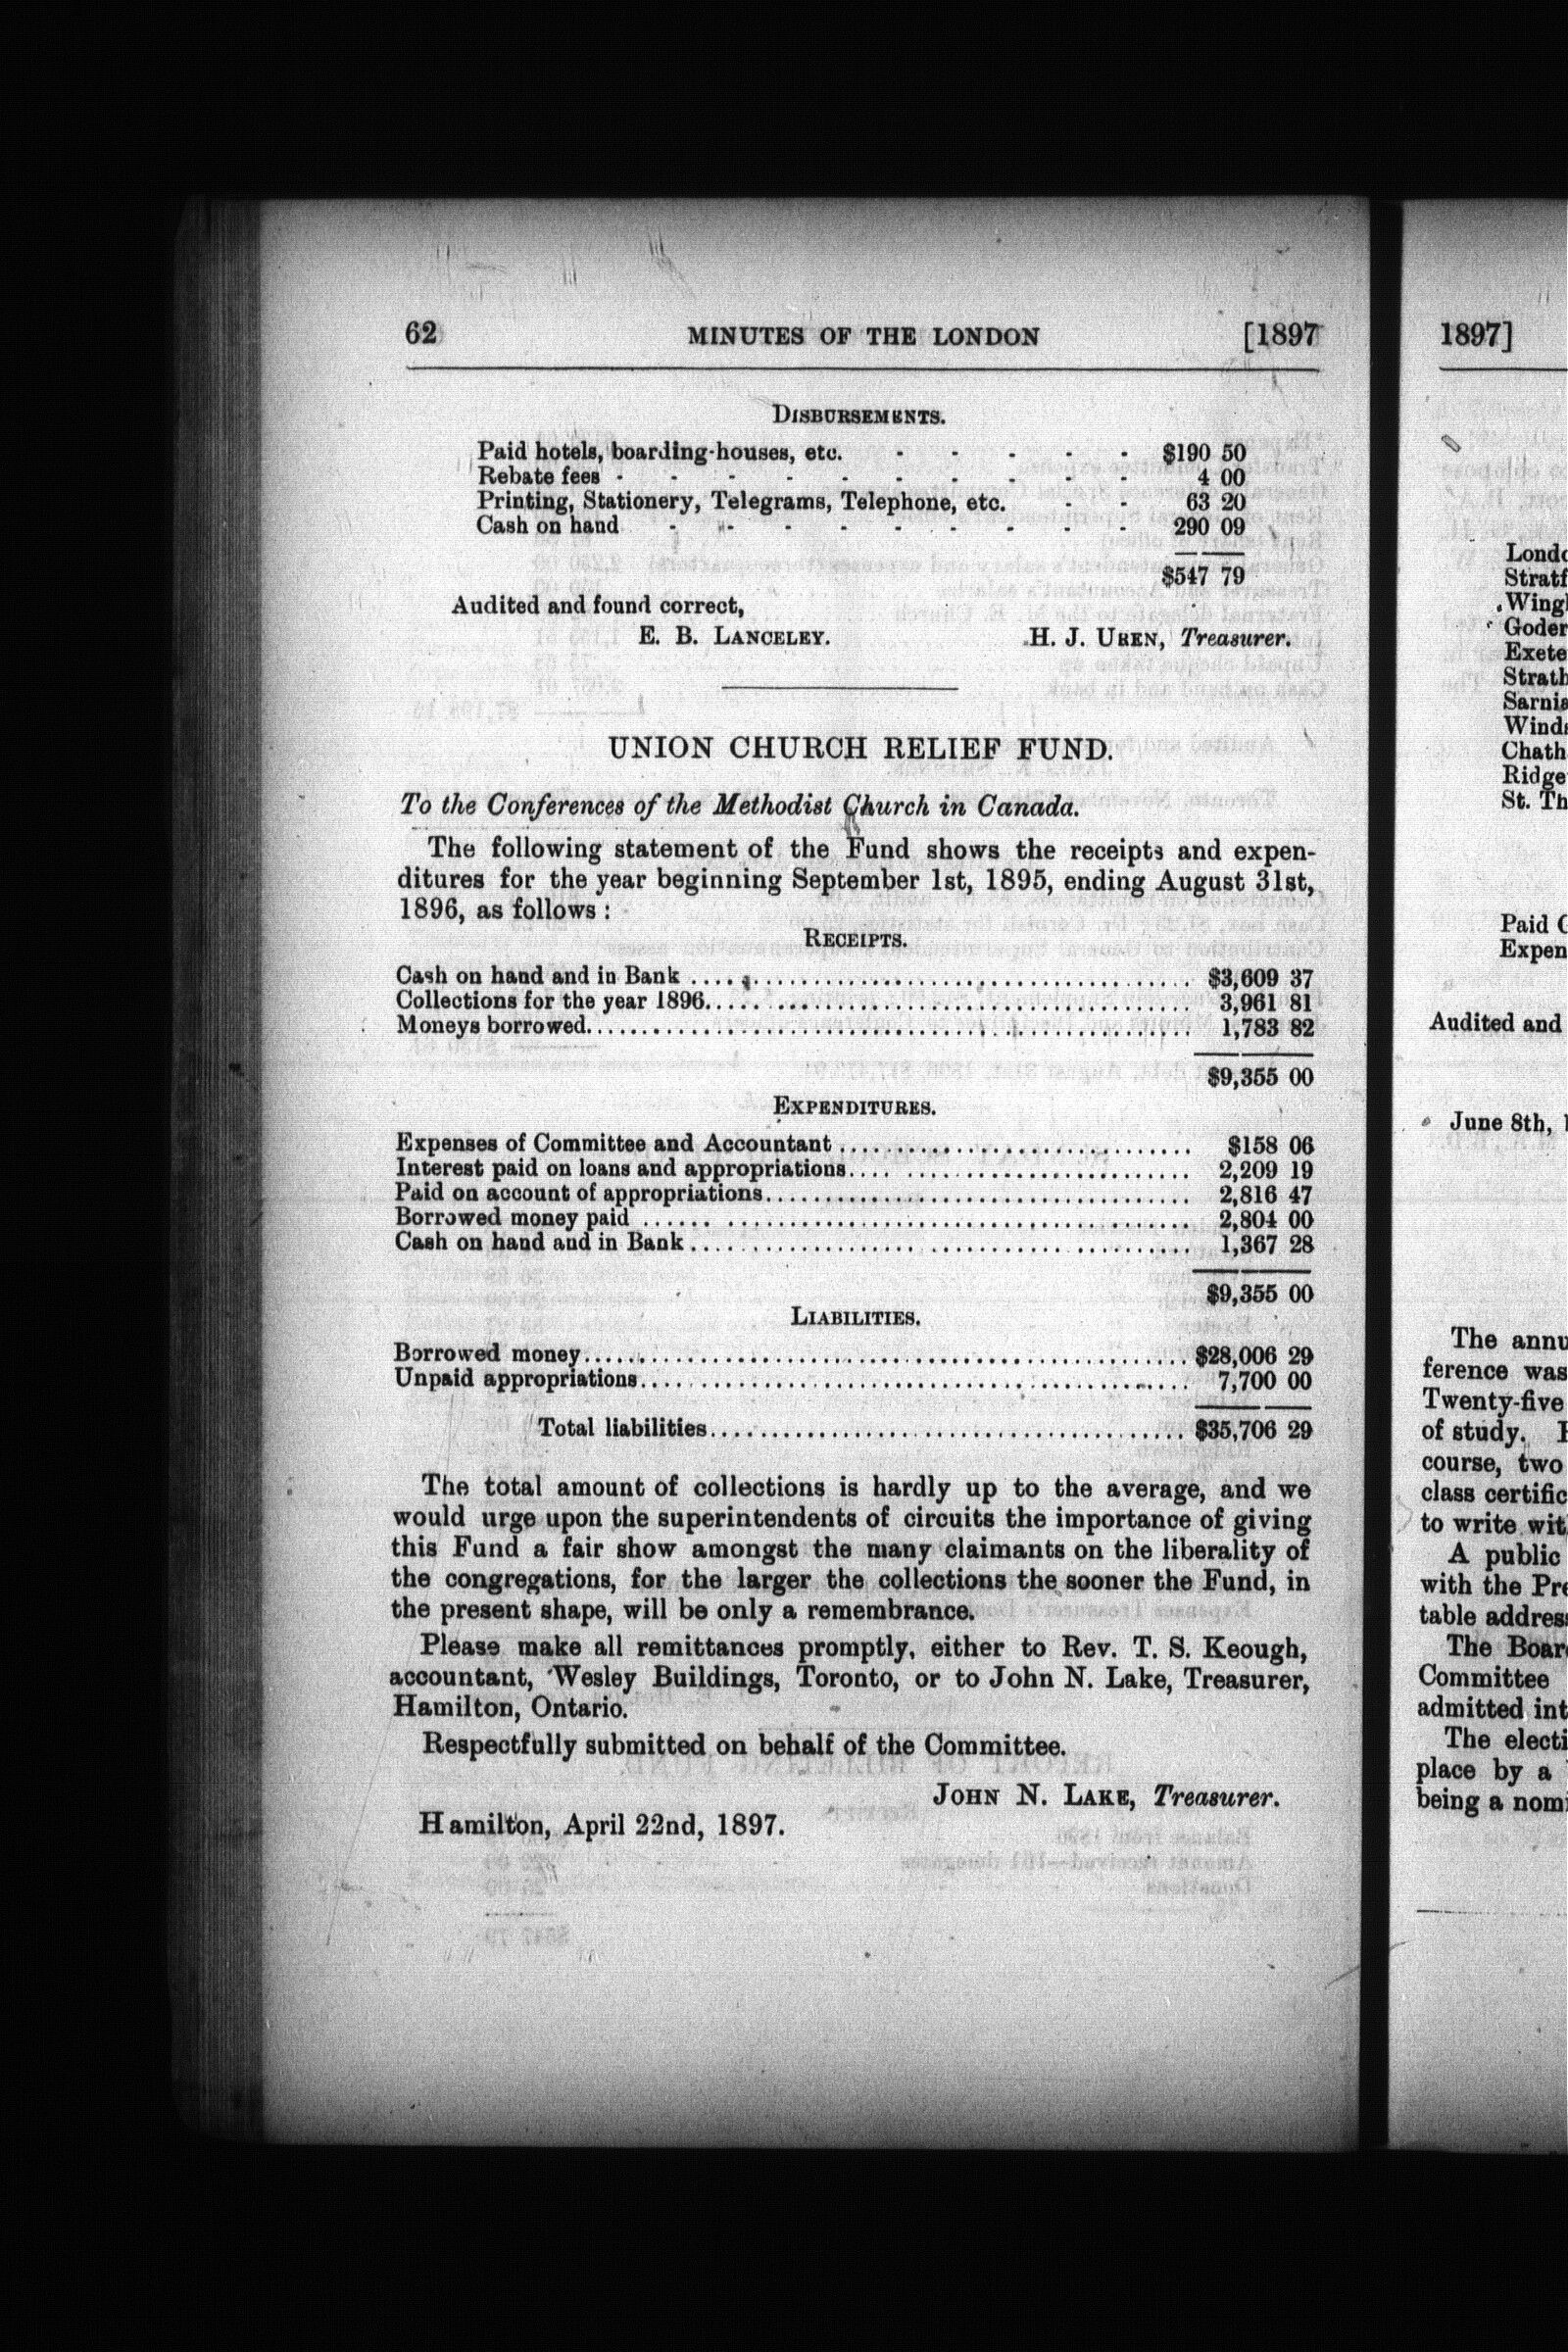 62 MINUTES OF THE LONDON [1897
DISBURSEMENTS.
Paid hotels, boarding-houses, etc. - - - - - $190 50
Rebate fees - - - - - - - - - - 4 00
Printing, Stationery, Telegrams, Telephone, etc. - - 63 20
Cash on hand - - - - - - - - - 290 09
$547 79
Audited and found correct,
E. B. LANCELEY. H. J. UREN, Treasurer.
UNION CHURCH RELIEF FUND.
To the Conferences of the Methodist Church in Canada.
The following statement of the Fund shows the receipts and expen-
ditures for the year beginning September 1st, 1895, ending August 31st,
1896, as follows :
RECEIPTS.
Cash on hand and in Bank ........ $3,609 37
Collections for the year 1896........ 3,961 81
Moneys borrowed........ 1,783 82
$9,355 00
EXPENDITURES.
Expenses of Committee and Accountant ........ $158 06
Interest paid on loans and appropriations........ 2,209 19
Paid on account of appropriations........ 2,816 47
Borrowed money paid ........ 2,804 00
Cash on hand and in Bank........ 1,367 28
$9,355 00
LIABILITIES.
Borrowed money........ $28,006 29
Unpaid appropriations........ 7,700 00
Total liabilities........ $35,706 29
The total amount of collections is hardly up to the average, and we
would urge upon the superintendents of circuits the importance of giving
this Fund a fair show amongst the many claimants on the liberality of
the congregations, for the larger the collections the sooner the Fund, in
the present shape, will be only a remembrance.
Please make all remittances promptly, either to Rev. T. S. Keough,
accountant, Wesley Buildings, Toronto, or to John N. Lake, Treasurer,
Hamilton, Ontario.
Respectfully submitted on behalf of the Committee.
JOHN N. LAKE, Treasurer.
Hamilton, April 22nd, 1897.
1897]
Londo
Stratf
Wingl
Goder
Exete
Strath
Sarnia
Winds
Chath
Ridge
St. Th
Paid
Expen
Audited and
June 8th,
The annu
ference was
Twenty-five
of study.
course, two
class certific
to write wit
A public
with the Pre
table address
The Boar
Committee
admitted int
The electi
place by a
being a nomi